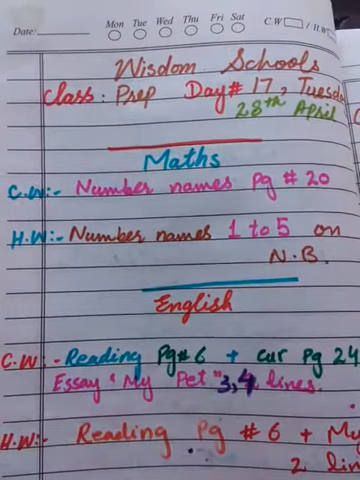 Date: Mon Tue Wed Thu Fri Sat C.W / H.W
Wisdom Schools
Class: Prep Day# 17, Tuesda
28th April
Maths
C.W:- Number names Pg # 20
H.W:- Number names 1 to 5 on
N.B.
English
C.W:- Reading Pg# 6 + cur pg 24
Essay "My Pet" 3,4 lines.
H.W:- Reading Pg # 6 + My
2 lin